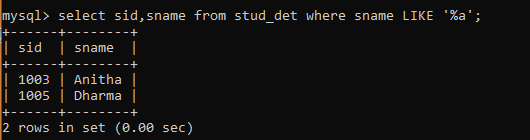 mysql> select sid,sname from stud_det where sname LIKE '%a';
+------+--------+
| sid  | sname  |
+------+--------+
| 1003 | Anitha |
| 1005 | Dharma |
+------+--------+
2 rows in set (0.00 sec)